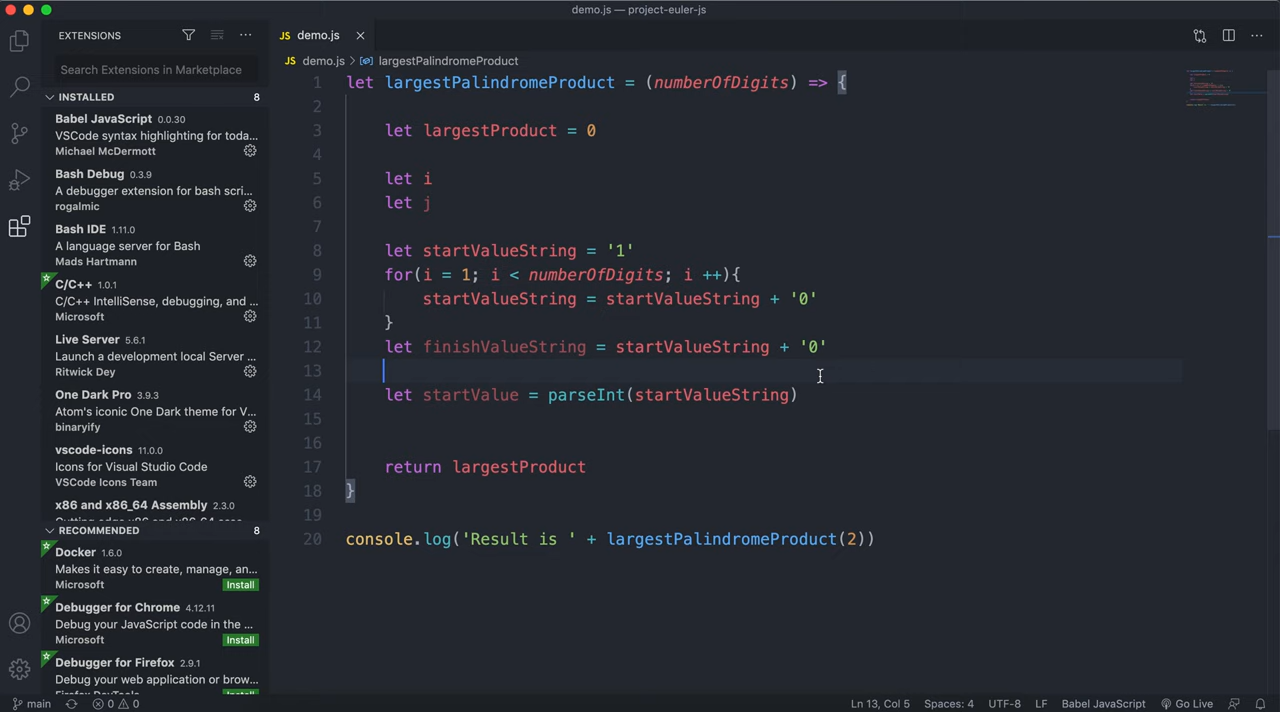 demo.js — project-euler-js
EXTENSIONS
Search Extensions in Marketplace
INSTALLED 8
Babel JavaScript 0.0.30
VSCode syntax highlighting for toda...
Michael McDermott
Bash Debug 0.3.9
A debugger extension for bash scri...
rogalmic
Bash IDE 1.11.0
A language server for Bash
Mads Hartmann
C/C++ 1.0.1
C/C++ IntelliSense, debugging, and ...
Microsoft
Live Server 5.6.1
Launch a development local Server ...
Ritwick Dey
One Dark Pro 3.9.3
Atom's iconic One Dark theme for V...
binaryify
vscode-icons 11.0.0
Icons for Visual Studio Code
VSCode Icons Team
x86 and x86_64 Assembly 2.3.0
RECOMMENDED 8
Docker 1.6.0
Makes it easy to create, manage, an...
Microsoft Install
Debugger for Chrome 4.12.11
Debug your JavaScript code in the ...
Microsoft Install
Debugger for Firefox 2.9.1
Debug your web application or brow...
JS demo.js
JS demo.js > largestPalindromeProduct
1 let largestPalindromeProduct = (numberOfDigits) => {
2
3 let largestProduct = 0
4
5 let i
6 let j
7
8 let startValueString = '1'
9 for(i = 1; i < numberOfDigits; i ++){
10 startValueString = startValueString + '0'
11 }
12 let finishValueString = startValueString + '0'
13
14 let startValue = parseInt(startValueString)
15
16
17 return largestProduct
18 }
19
20 console.log('Result is ' + largestPalindromeProduct(2))
main 0 0 Ln 13, Col 5 Spaces: 4 UTF-8 LF Babel JavaScript Go Live